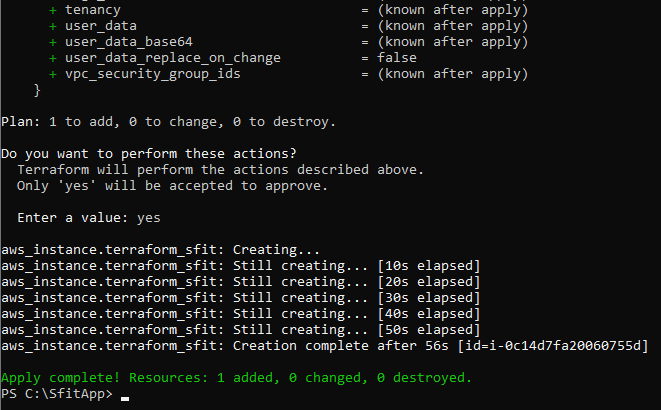 + tenancy = (known after apply)
+ user_data = (known after apply)
+ user_data_base64 = (known after apply)
+ user_data_replace_on_change = false
+ vpc_security_group_ids = (known after apply)
}
Plan: 1 to add, 0 to change, 0 to destroy.
Do you want to perform these actions?
Terraform will perform the actions described above.
Only 'yes' will be accepted to approve.
Enter a value: yes
aws_instance.terraform_sfit: Creating...
aws_instance.terraform_sfit: Still creating... [10s elapsed]
aws_instance.terraform_sfit: Still creating... [20s elapsed]
aws_instance.terraform_sfit: Still creating... [30s elapsed]
aws_instance.terraform_sfit: Still creating... [40s elapsed]
aws_instance.terraform_sfit: Still creating... [50s elapsed]
aws_instance.terraform_sfit: Creation complete after 56s [id=i-0c14d7fa20060755d]
Apply complete! Resources: 1 added, 0 changed, 0 destroyed.
PS C:\SfitApp>